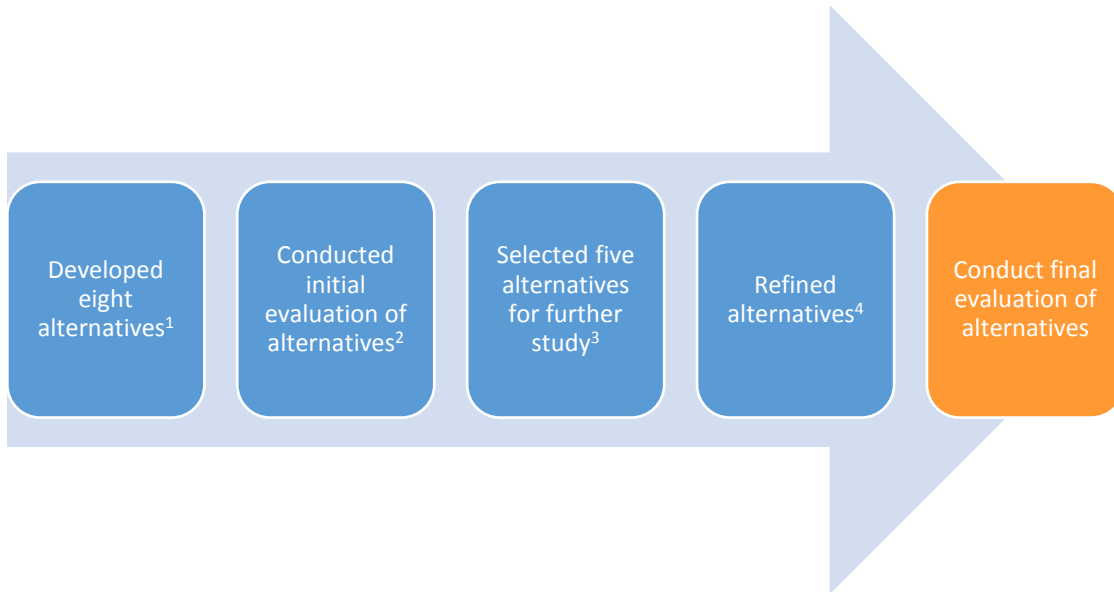 Developed
eight
alternatives¹
Conducted
initial
evaluation of
alternatives²
Selected five
alternatives
for further
study³
Refined
alternatives⁴
Conduct final
evaluation of
alternatives